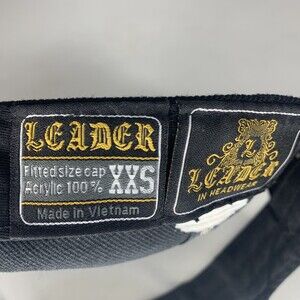 LEADER
Fitted size cap
Acrylic 100% XXS
Made in Vietnam
L
LEADER
IN HEADWEAR